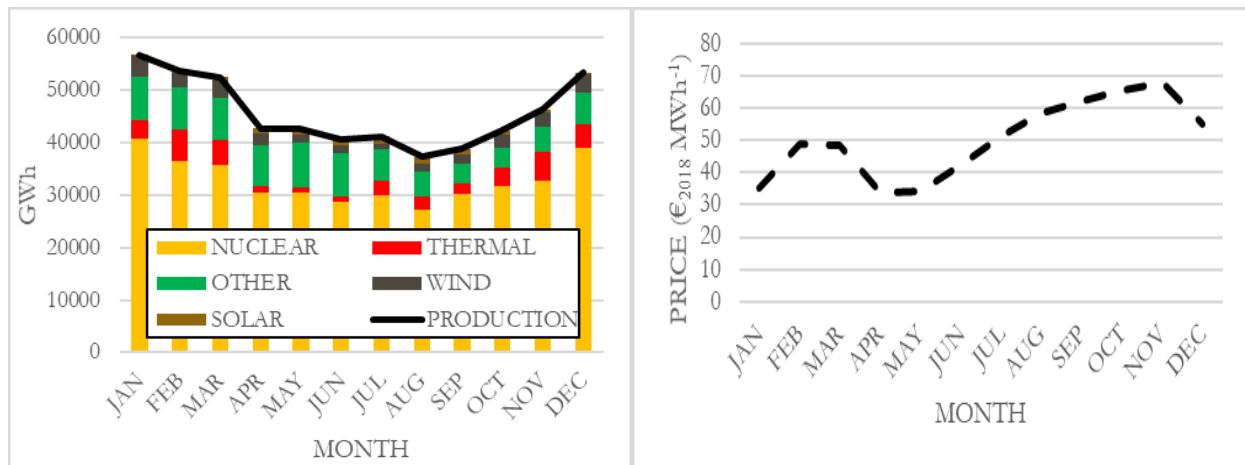 60000
50000
40000
30000
20000
10000
0
GWh
NUCLEAR THERMAL
OTHER WIND
SOLAR PRODUCTION
JAN FEB MAR APR MAY JUN JUL AUG SEP OCT NOV DEC
MONTH
80
70
60
50
40
30
20
10
0
PRICE (€2018 MWh-1)
JAN FEB MAR APR MAY JUN JUL AUG SEP OCT NOV DEC
MONTH